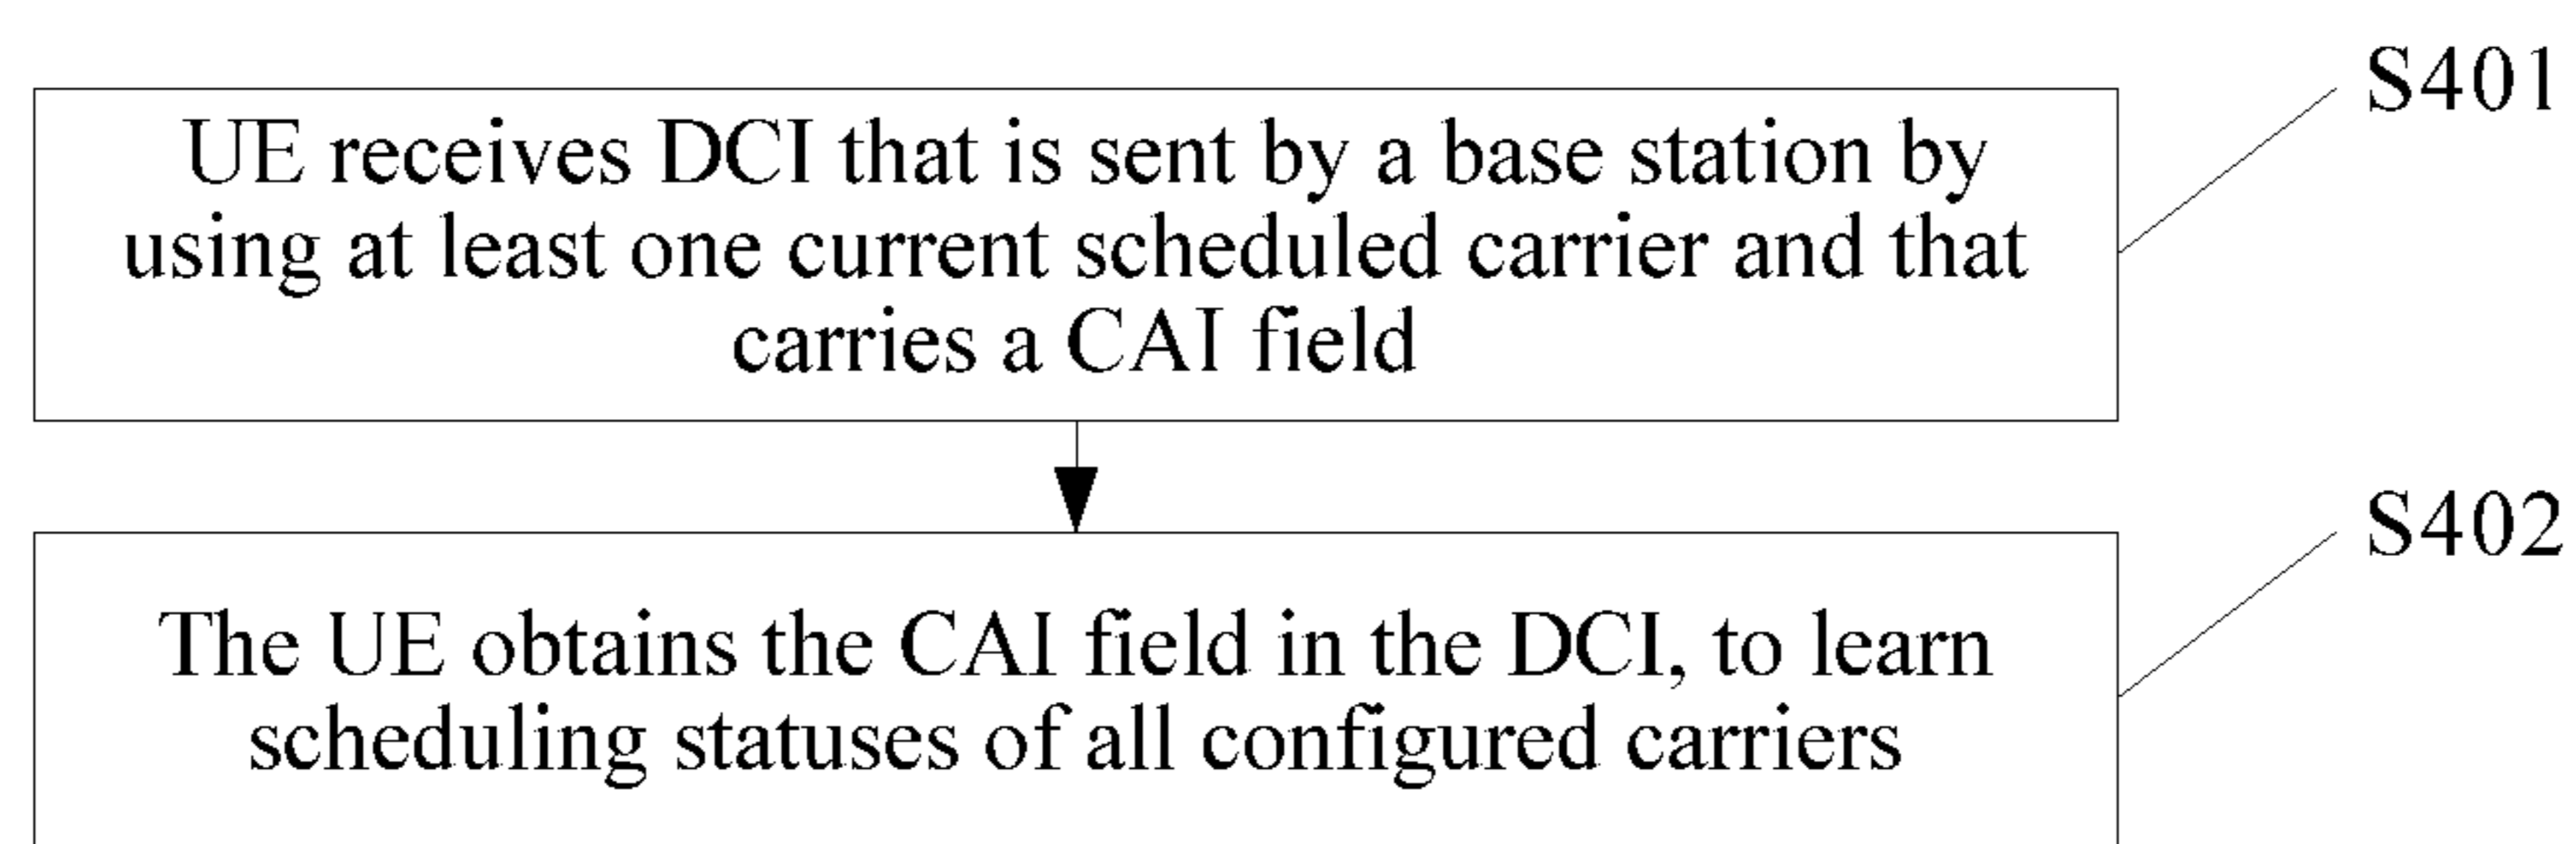 S401
UE receives DCI that is sent by a base station by
using at least one current scheduled carrier and that
carries a CAI field
S402
The UE obtains the CAI field in the DCI, to learn
scheduling statuses of all configured carriers